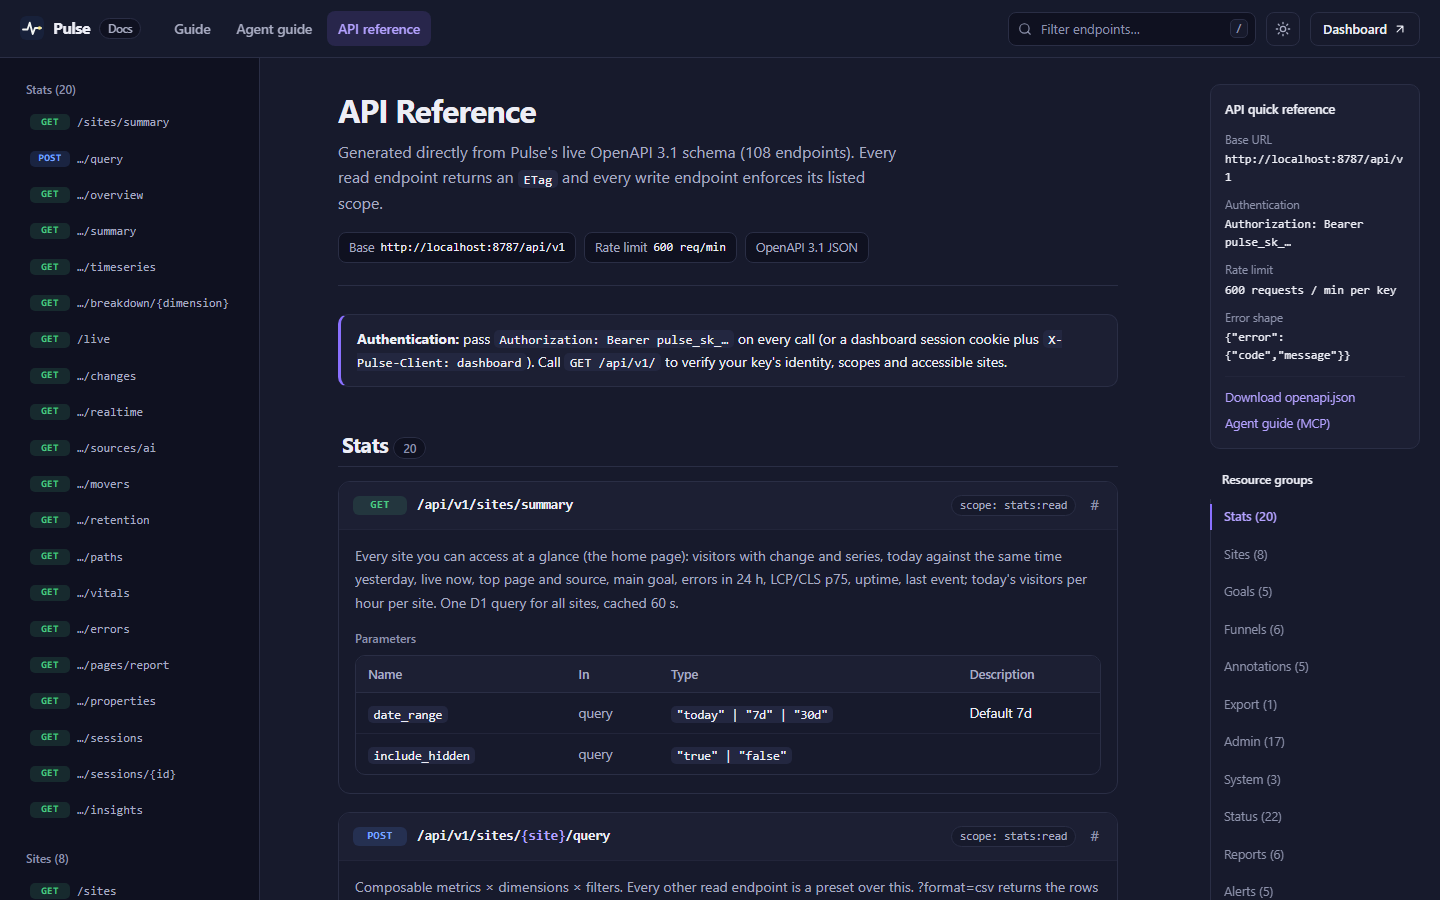 Pulse Docs Guide Agent guide API reference Filter endpoints... / Dashboard
Stats (20)
GET /sites/summary
POST …/query
GET …/overview
GET …/summary
GET …/timeseries
GET …/breakdown/{dimension}
GET /live
GET …/changes
GET …/realtime
GET …/sources/ai
GET …/movers
GET …/retention
GET …/paths
GET …/vitals
GET …/errors
GET …/pages/report
GET …/properties
GET …/sessions
GET …/sessions/{id}
GET …/insights
Sites (8)
GET /sites
API Reference
Generated directly from Pulse's live OpenAPI 3.1 schema (108 endpoints). Every
read endpoint returns an ETag and every write endpoint enforces its listed
scope.
Base http://localhost:8787/api/v1 Rate limit 600 req/min OpenAPI 3.1 JSON
Authentication: pass Authorization: Bearer pulse_sk_… on every call (or a dashboard session cookie plus X-
Pulse-Client: dashboard ). Call GET /api/v1/ to verify your key's identity, scopes and accessible sites.
Stats 20
GET /api/v1/sites/summary scope: stats:read #
Every site you can access at a glance (the home page): visitors with change and series, today against the same time
yesterday, live now, top page and source, main goal, errors in 24 h, LCP/CLS p75, uptime, last event; today's visitors per
hour per site. One D1 query for all sites, cached 60 s.
Parameters
Name In Type Description
date_range query "today" | "7d" | "30d" Default 7d
include_hidden query "true" | "false"
POST /api/v1/sites/{site}/query scope: stats:read #
Composable metrics × dimensions × filters. Every other read endpoint is a preset over this. ?format=csv returns the rows
API quick reference
Base URL
http://localhost:8787/api/v
1
Authentication
Authorization: Bearer
pulse_sk_…
Rate limit
600 requests / min per key
Error shape
{"error":
{"code","message"}}
Download openapi.json
Agent guide (MCP)
Resource groups
Stats (20)
Sites (8)
Goals (5)
Funnels (6)
Annotations (5)
Export (1)
Admin (17)
System (3)
Status (22)
Reports (6)
Alerts (5)